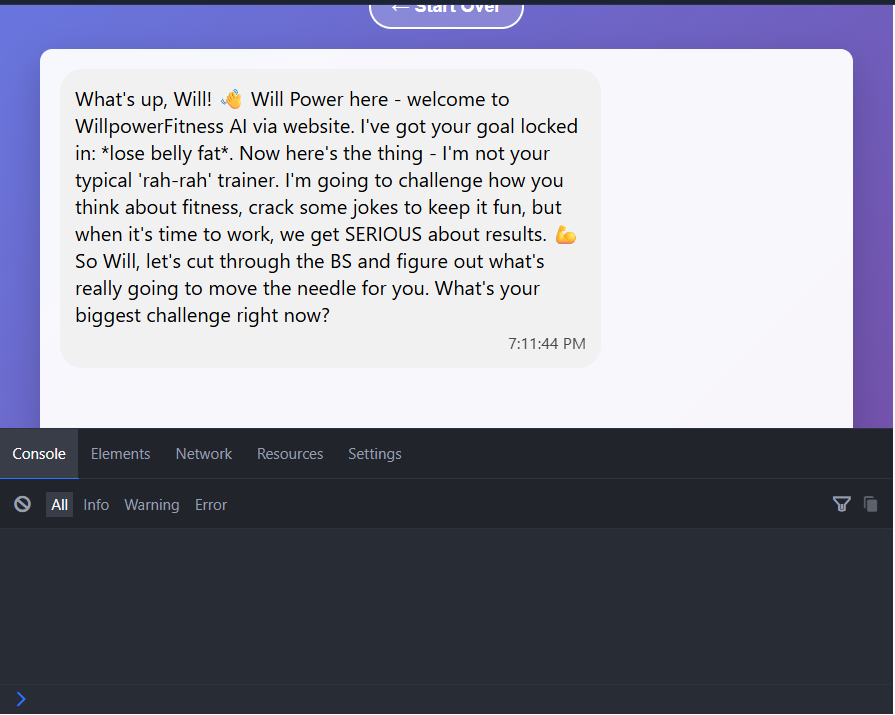 ← Start Over
What's up, Will! 👋 Will Power here - welcome to
WillpowerFitness AI via website. I've got your goal locked
in: *lose belly fat*. Now here's the thing - I'm not your
typical 'rah-rah' trainer. I'm going to challenge how you
think about fitness, crack some jokes to keep it fun, but
when it's time to work, we get SERIOUS about results. 💪
So Will, let's cut through the BS and figure out what's
really going to move the needle for you. What's your
biggest challenge right now?
7:11:44 PM
Console Elements Network Resources Settings
All Info Warning Error